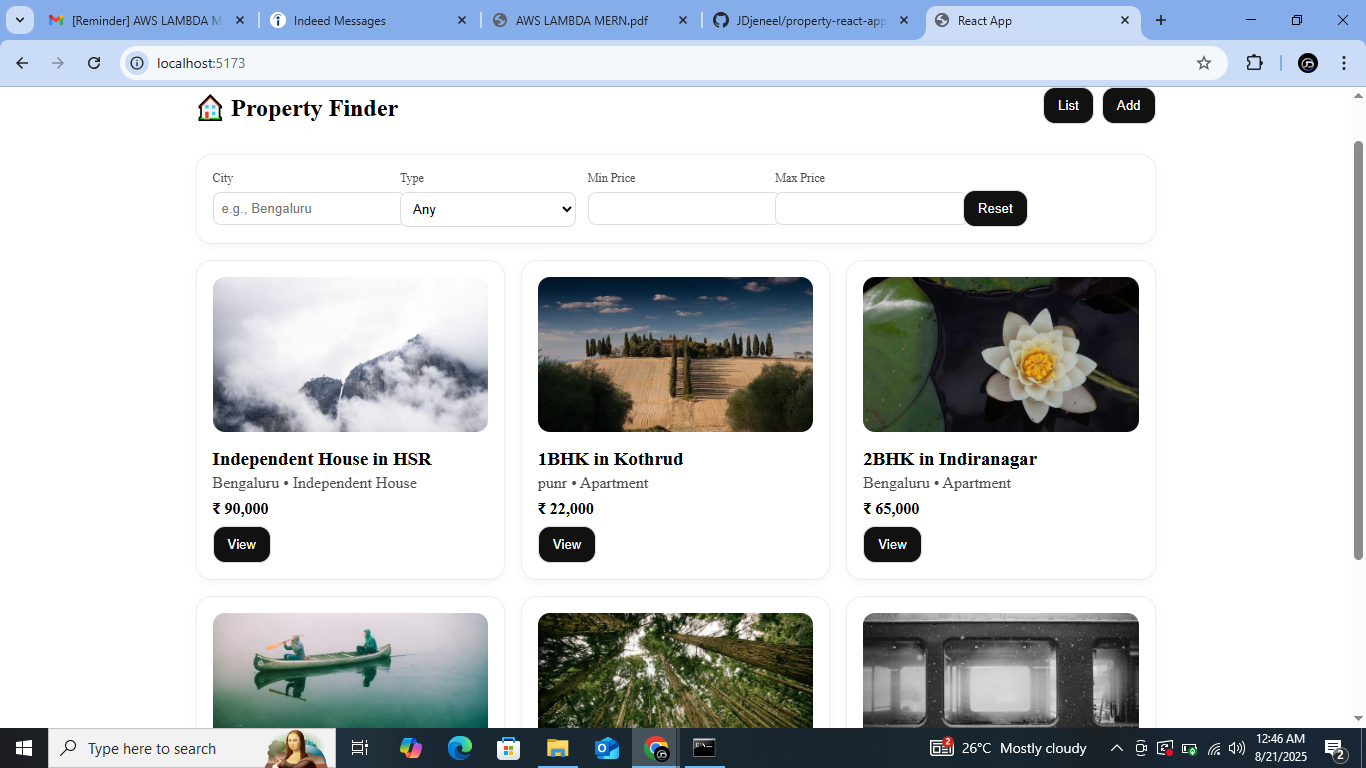 [Reminder] AWS LAMBDA M
Indeed Messages
AWS LAMBDA MERN.pdf
JDjeneel/property-react-app
React App
localhost:5173
Property Finder
List
Add
City
Type
Min Price
Max Price
e.g., Bengaluru
Any
Reset
Independent House in HSR
Bengaluru • Independent House
₹ 90,000
View
1BHK in Kothrud
punr • Apartment
₹ 22,000
View
2BHK in Indiranagar
Bengaluru • Apartment
₹ 65,000
View
Type here to search
2
26°C Mostly cloudy
12:46 AM
8/21/2025
2